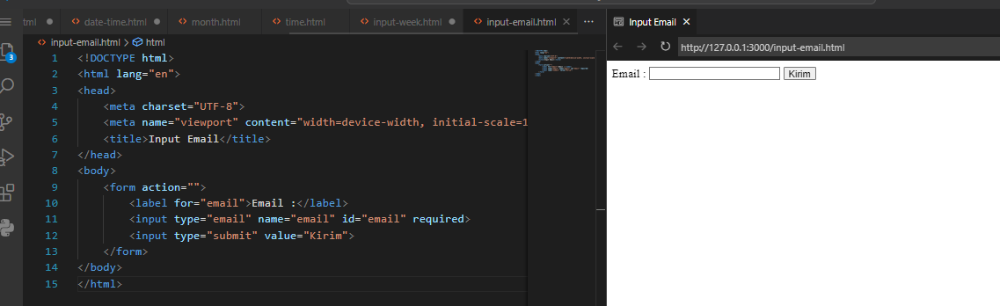 tml
date-time.html
month.html
time.html
input-week.html
input-email.html
Input Email
input-email.html > html
http://127.0.0.1:3000/input-email.html
3
1 <!DOCTYPE html>
2 <html lang="en">
3 <head>
4 <meta charset="UTF-8">
5 <meta name="viewport" content="width=device-width, initial-scale=1
6 <title>Input Email</title>
7 </head>
8 <body>
9 <form action="">
10 <label for="email">Email :</label>
11 <input type="email" name="email" id="email" required>
12 <input type="submit" value="Kirim">
13 </form>
14 </body>
15 </html>
Email :
Kirim